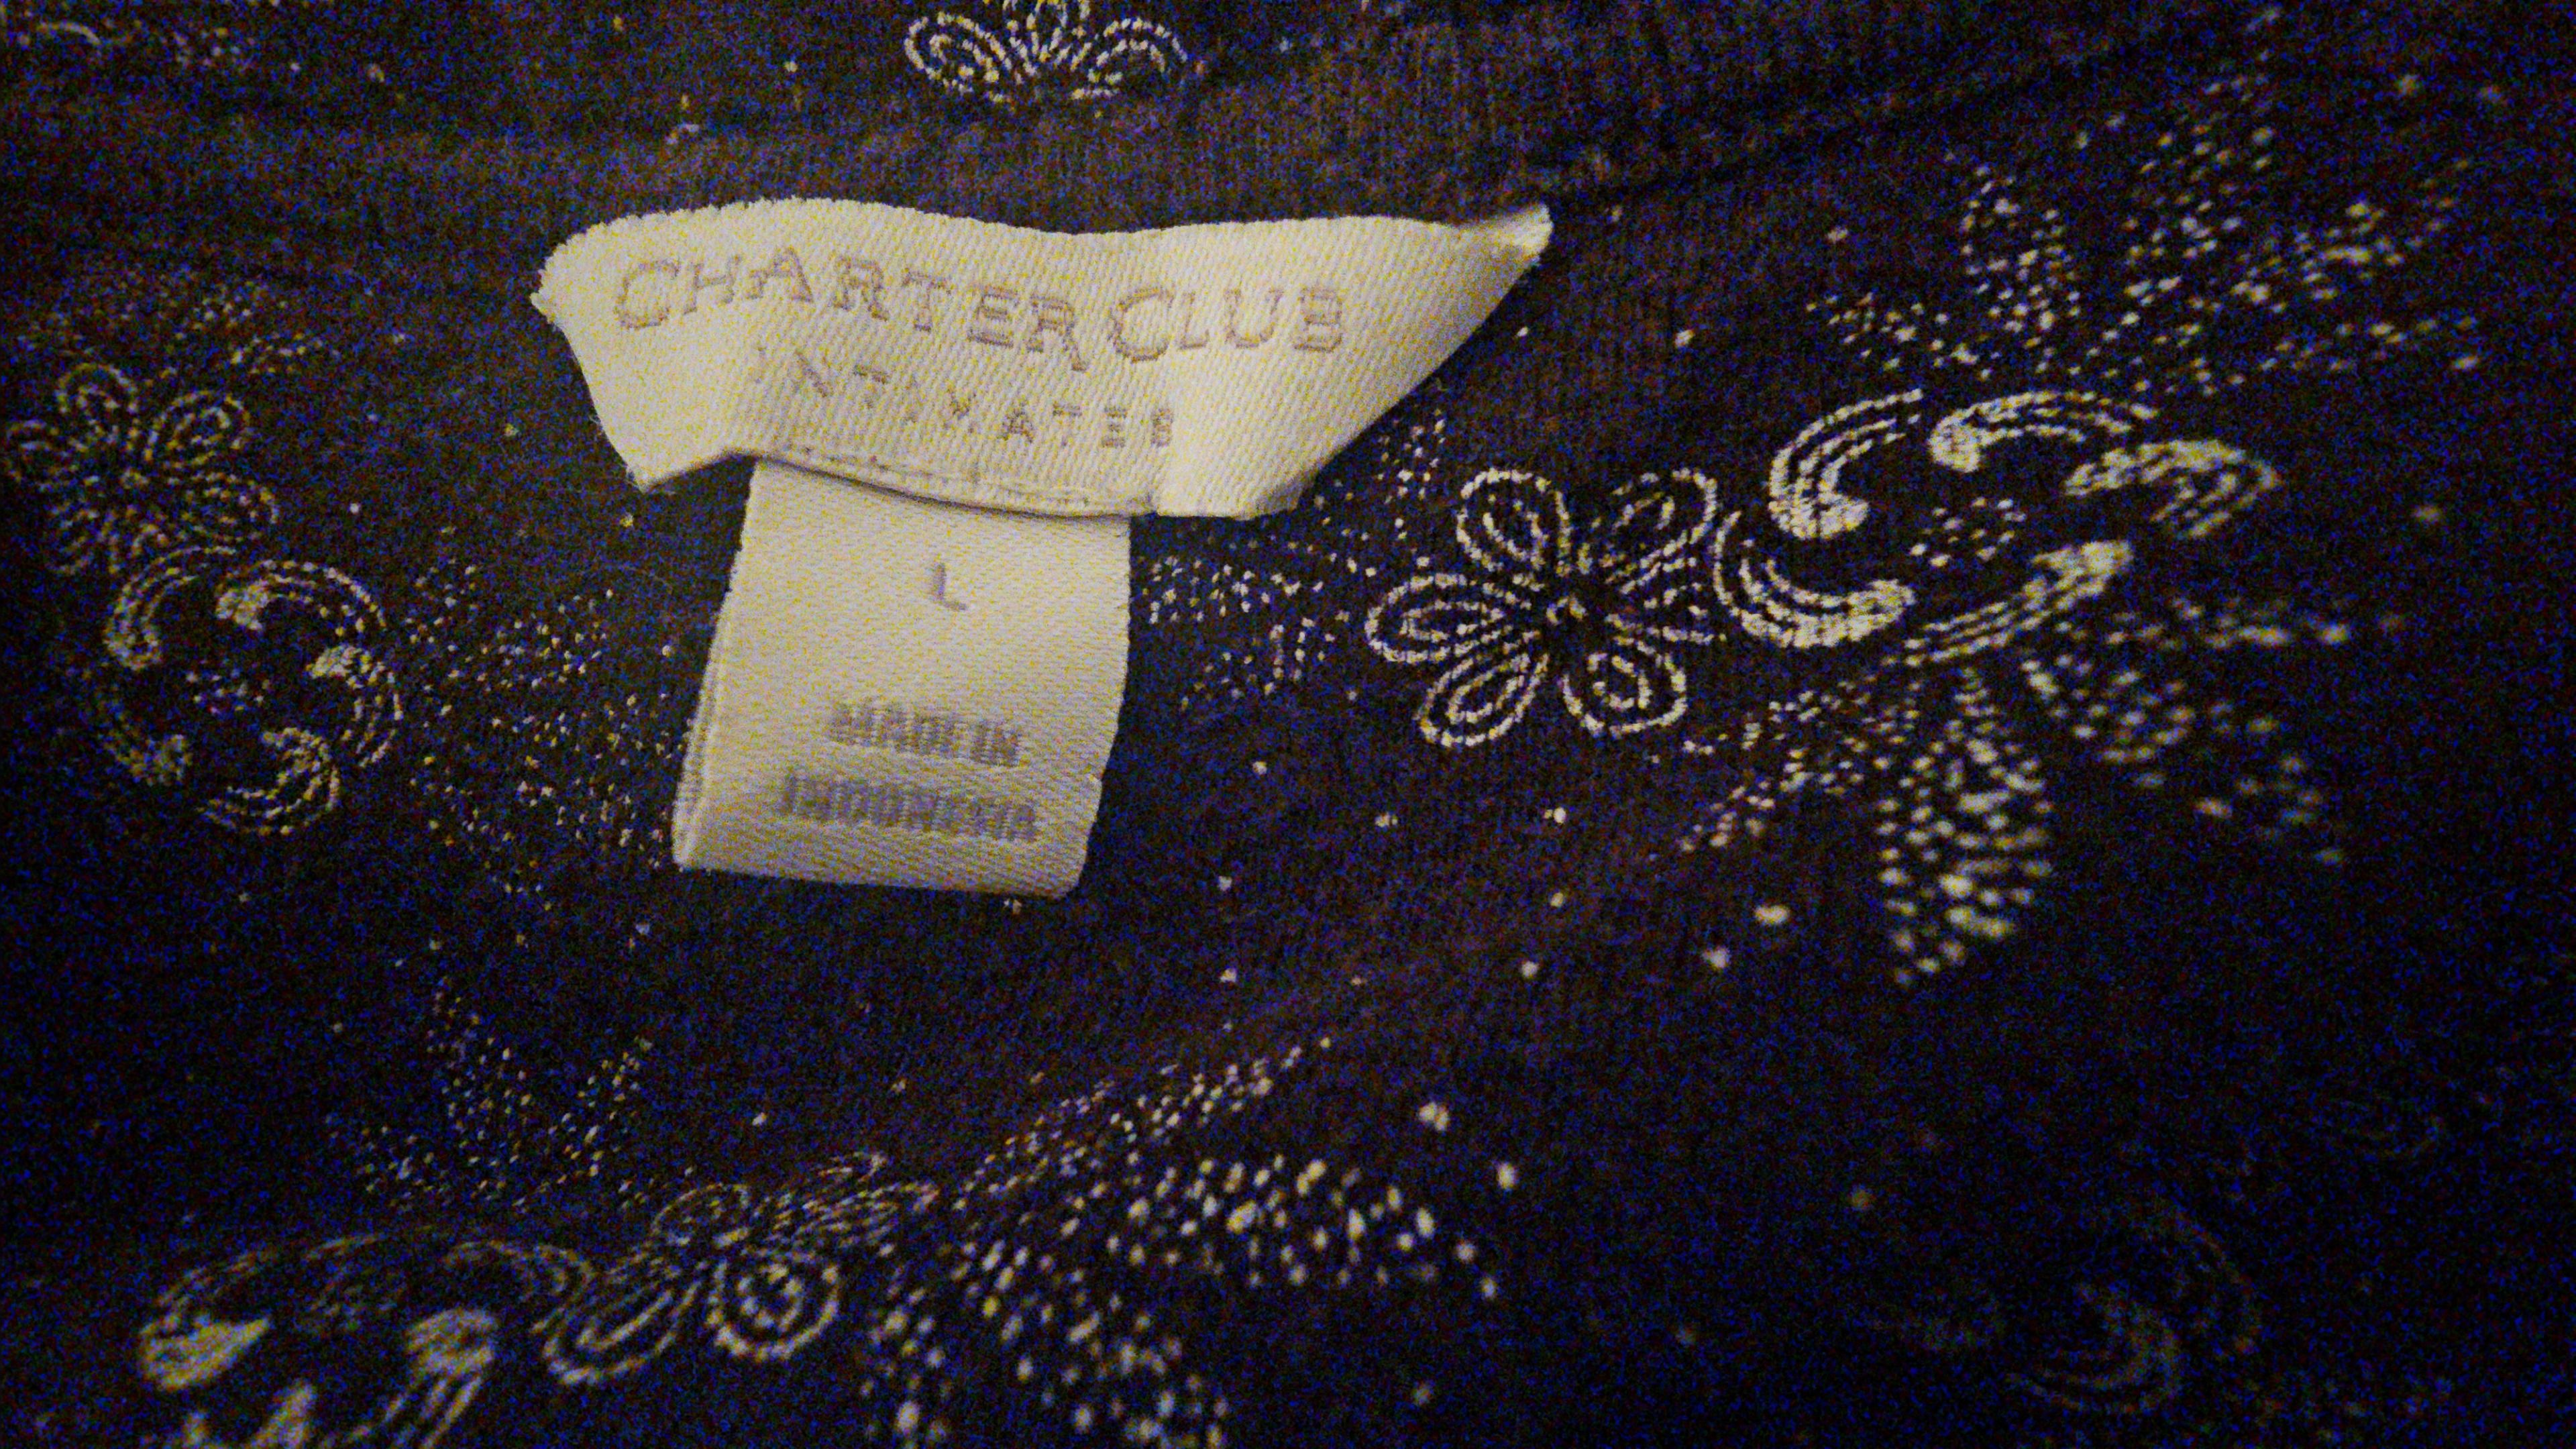 CHARTER CLUB
INTIMATES
L
MADE IN
INDONESIA